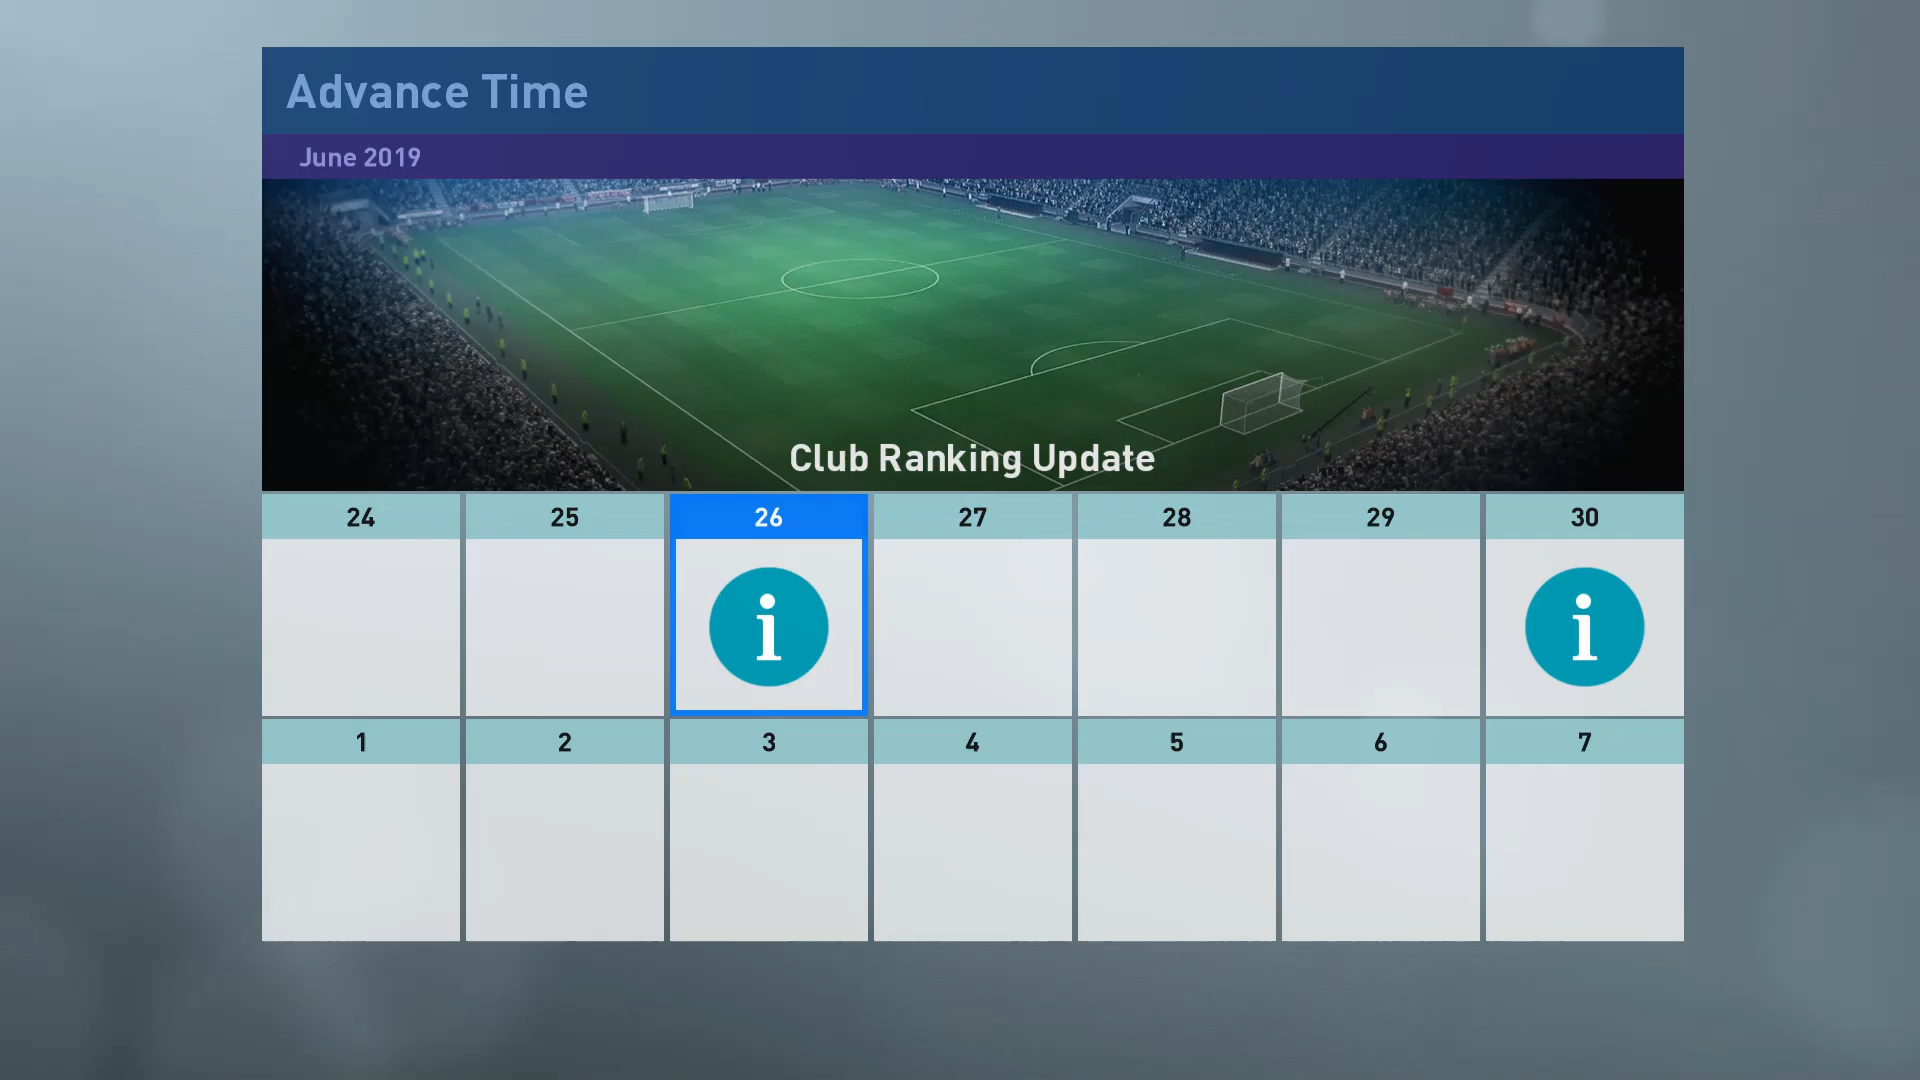 Advance Time
June 2019
Club Ranking Update
24 25 26 27 28 29 30
i i
1 2 3 4 5 6 7